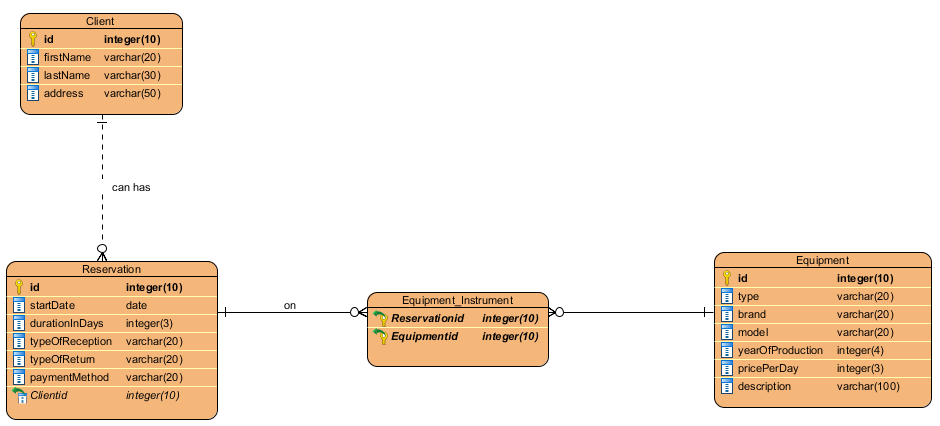 Client
id integer(10)
firstName varchar(20)
lastName varchar(30)
address varchar(50)
can has
Reservation
id integer(10)
startDate date
durationInDays integer(3)
typeOfReception varchar(20)
typeOfReturn varchar(20)
paymentMethod varchar(20)
Clientid integer(10)
on
Equipment_Instrument
Reservationid integer(10)
Equipmentid integer(10)
Equipment
id integer(10)
type varchar(20)
brand varchar(20)
model varchar(20)
yearOfProduction integer(4)
pricePerDay integer(3)
description varchar(100)